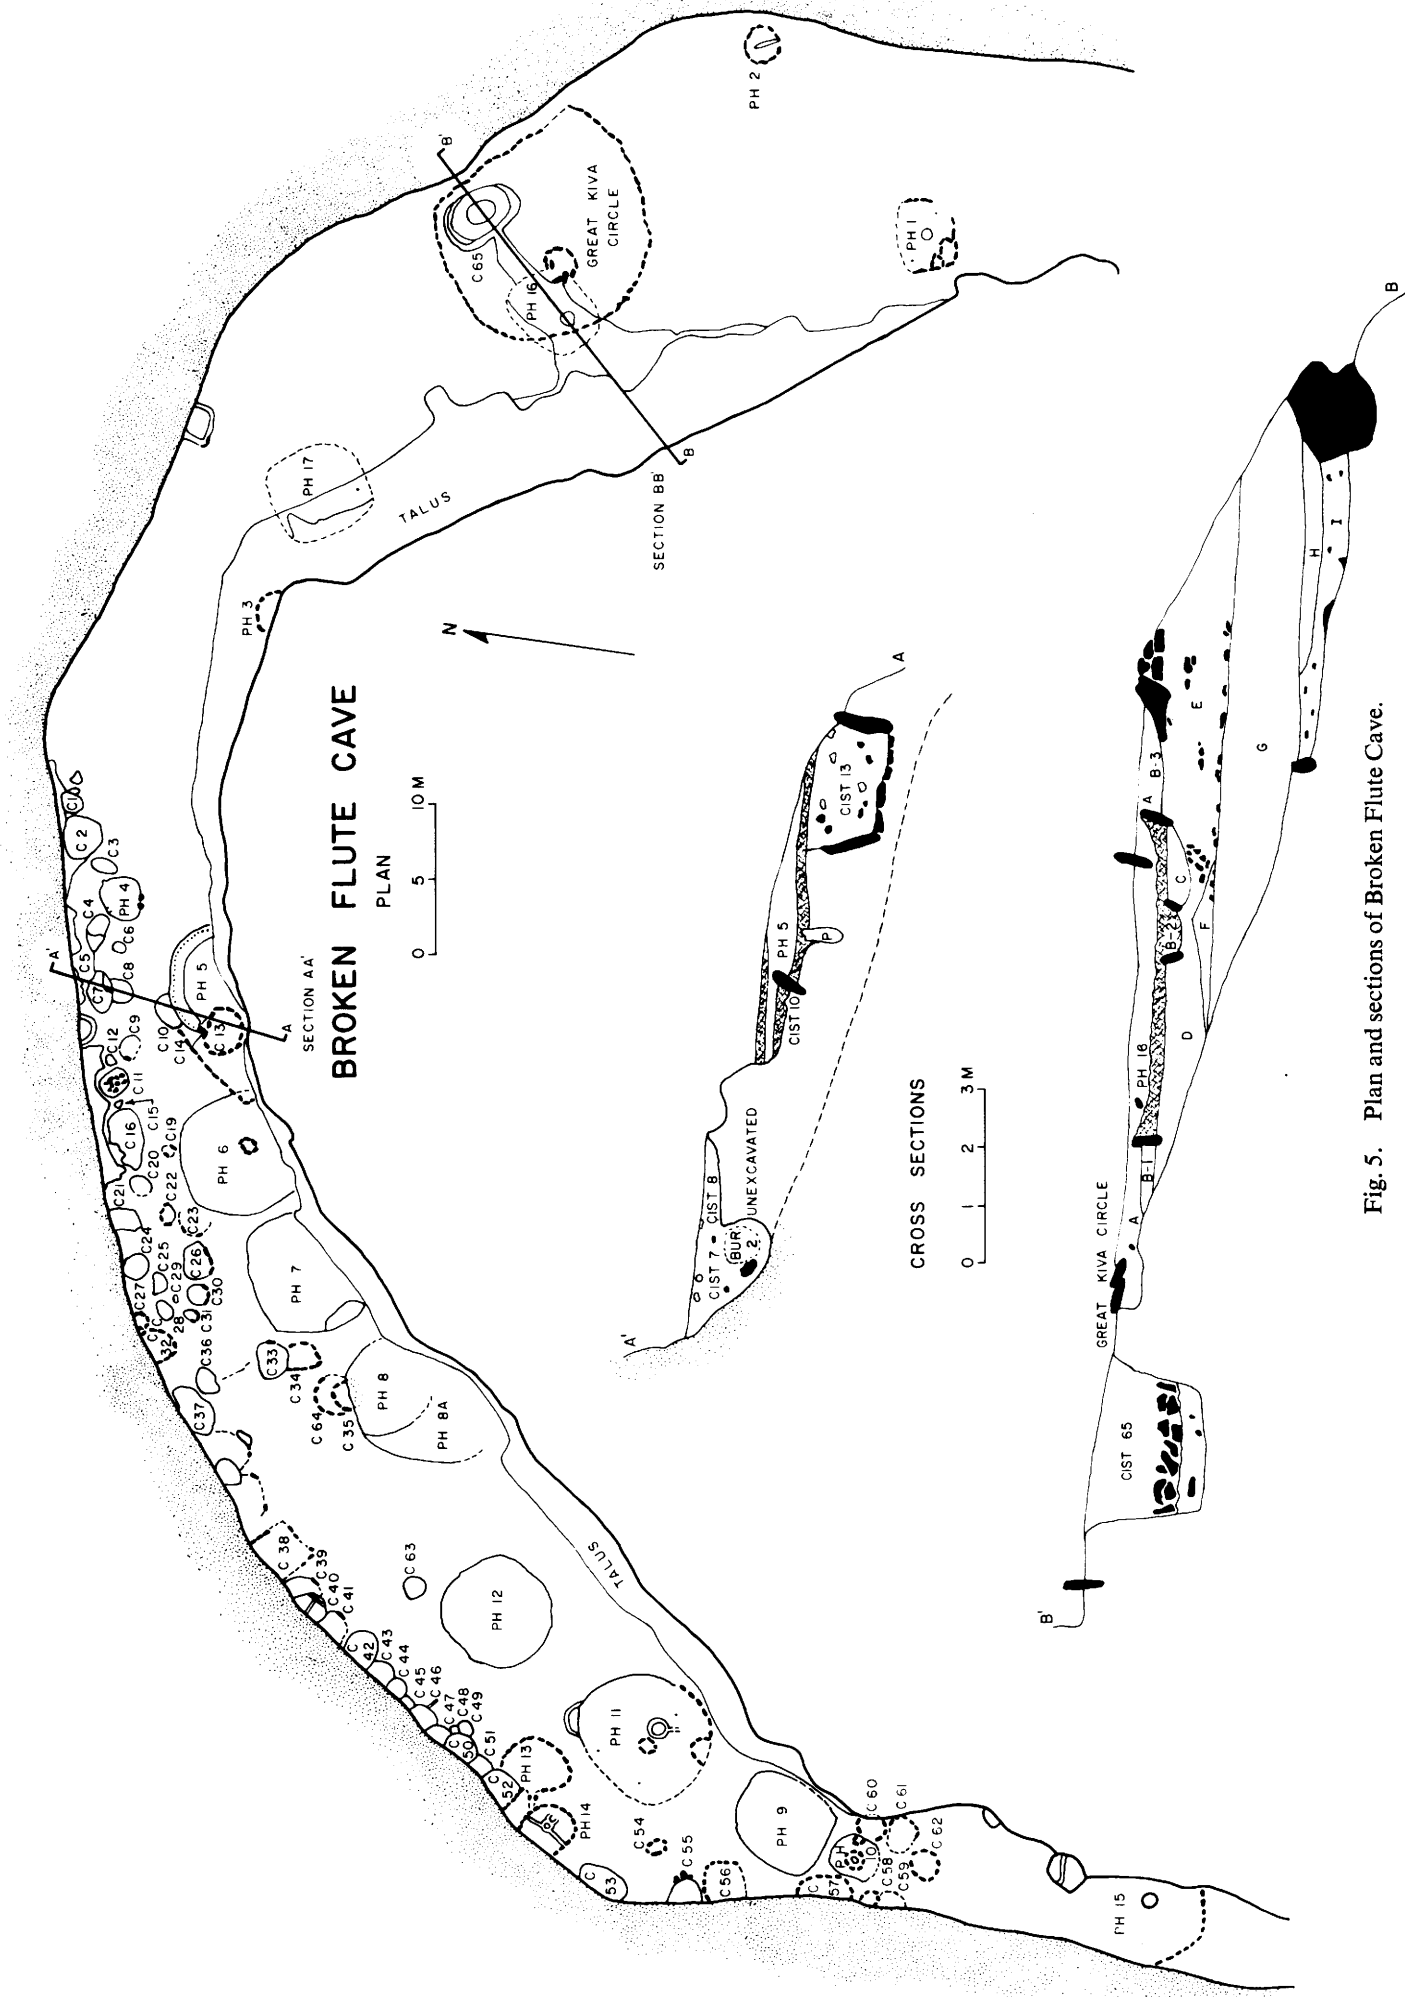 BROKEN FLUTE CAVE
PLAN
0 5 10 M
N
SECTION AA'
SECTION BB'
A'
A
B'
B
TALUS
TALUS
GREAT KIVA
CIRCLE
C 65
PH 16
PH 17
PH 1
PH 2
PH 3
C 1
C 2
C 3
C 4
PH 4
C 5
C 6
C 7
C 8
PH 5
C 9
C 10
C 11
C 12
C 13
C 14
C 15
C 16
C 19
C 20
C 21
C 22
C 23
C 24
C 25
C 26
C 27
C
28
C 29
C 30
C 31
C
32
PH 6
PH 7
C 33
C 34
C 64
C 35
C 36
C 37
PH 8
PH 8A
C 38
C 39
C 40
C 41
C
42
C 43
C 44
C 45
C 46
C 47
C 48
C 49
C
50
C 51
C
52
C 63
PH 12
PH 11
PH 13
PH 14
C
53
C 54
C 55
C 56
PH 9
C
57
PH
10
C 58
C 59
C 60
C 61
C 62
PH 15
CROSS SECTIONS
0 1 2 3 M
A'
CIST 7
CIST 8
BUR
2
UNEXCAVATED
CIST 10
PH 5
P
CIST 13
A
B'
CIST 65
GREAT KIVA CIRCLE
A
B-1
PH 16
D
B-2
C
F
A
B-3
E
G
H
I
B
Fig. 5. Plan and sections of Broken Flute Cave.